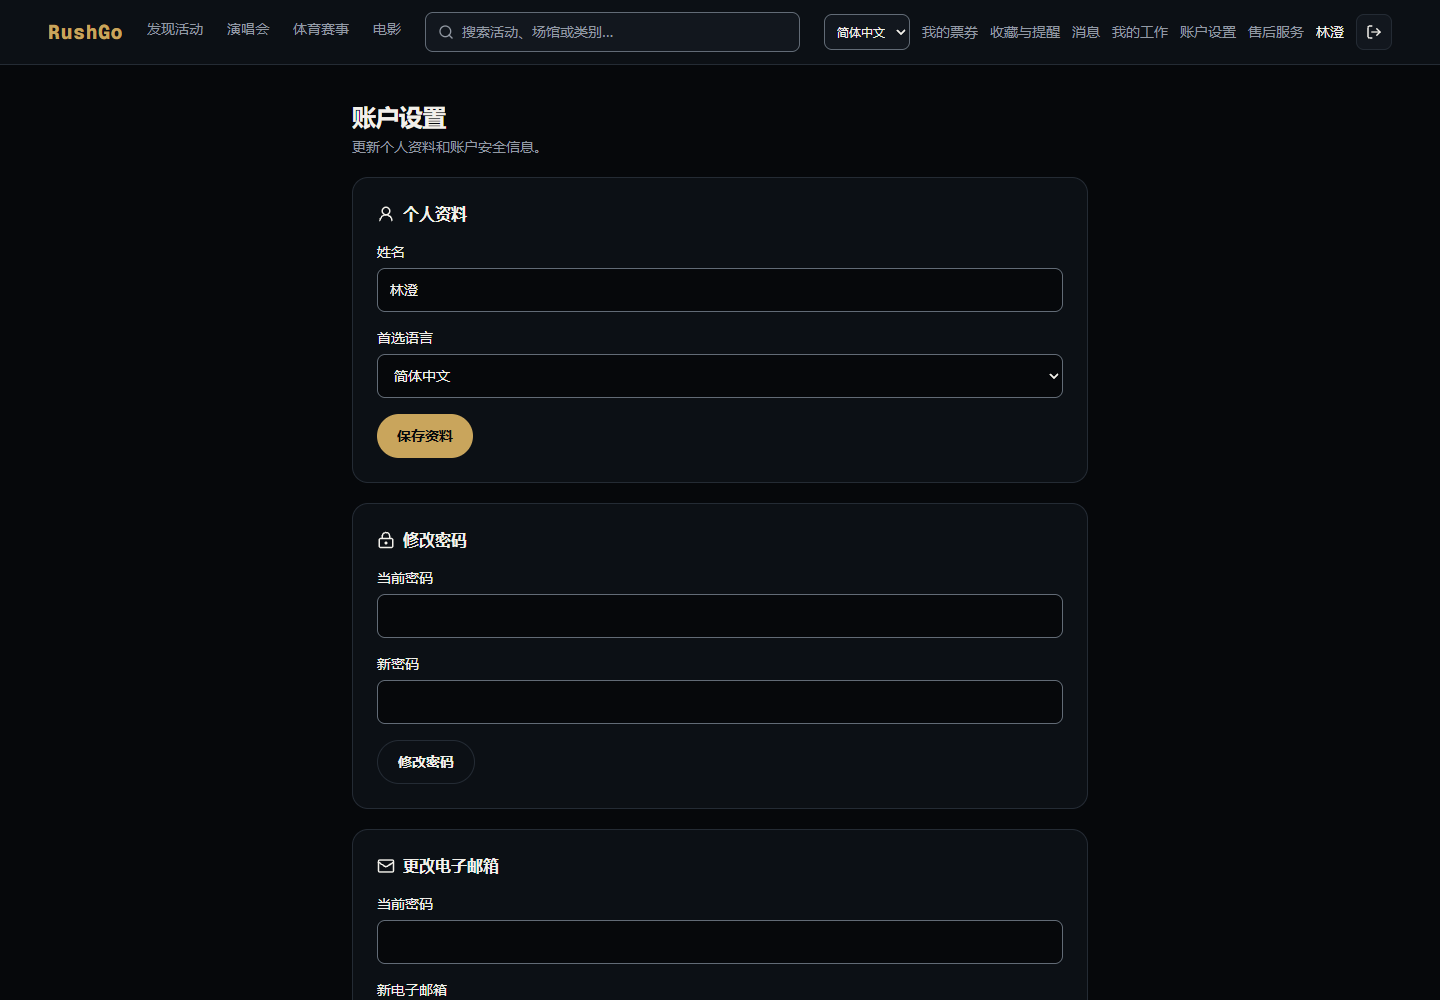 RushGo 发现活动 演唱会 体育赛事 电影 搜索活动、场馆或类别... 简体中文 我的票券 收藏与提醒 消息 我的工作 账户设置 售后服务 林澄
账户设置
更新个人资料和账户安全信息。
个人资料
姓名
林澄
首选语言
简体中文
保存资料
修改密码
当前密码
新密码
修改密码
更改电子邮箱
当前密码
新电子邮箱